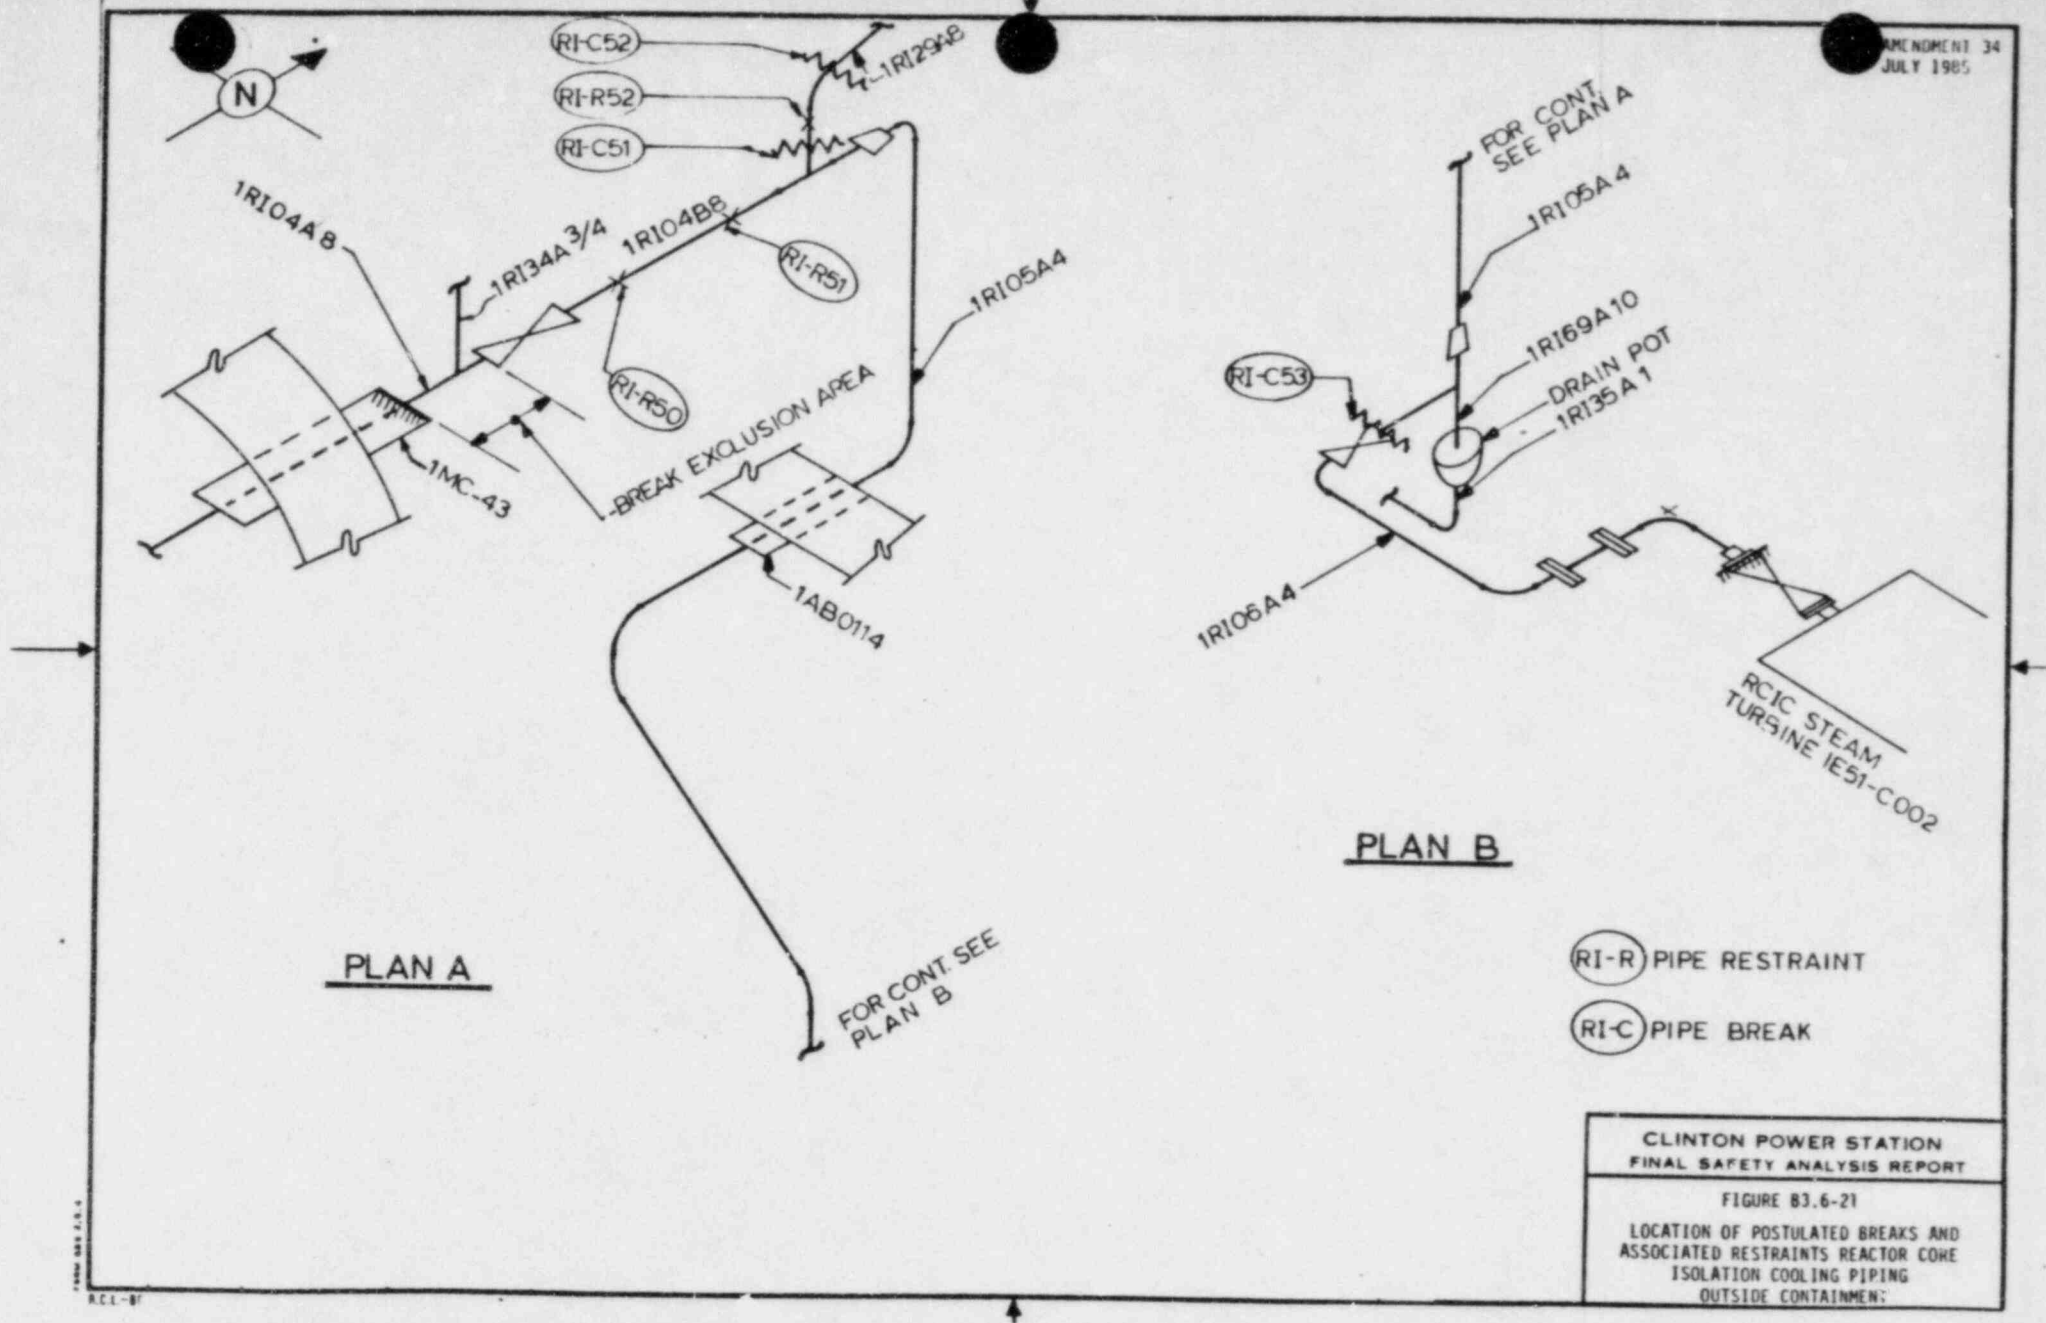 AMENDMENT 34
JULY 1985
N
RI-C52
RI-R52
RI-C51
1RI29A8
1RI04A8
1RI34A 3/4
1RI04B8
RI-R51
RI-R50
1RI05A4
BREAK EXCLUSION AREA
1MC-43
1AB0114
FOR CONT. SEE
PLAN B
PLAN A
FOR CONT.
SEE PLAN A
1RI05A4
1RI69A10
DRAIN POT
1RI35A1
RI-C53
1RI06A4
RCIC STEAM
TURBINE IE51-C002
PLAN B
RI-R PIPE RESTRAINT
RI-C PIPE BREAK
CLINTON POWER STATION
FINAL SAFETY ANALYSIS REPORT
FIGURE B3.6-21
LOCATION OF POSTULATED BREAKS AND
ASSOCIATED RESTRAINTS REACTOR CORE
ISOLATION COOLING PIPING
OUTSIDE CONTAINMENT